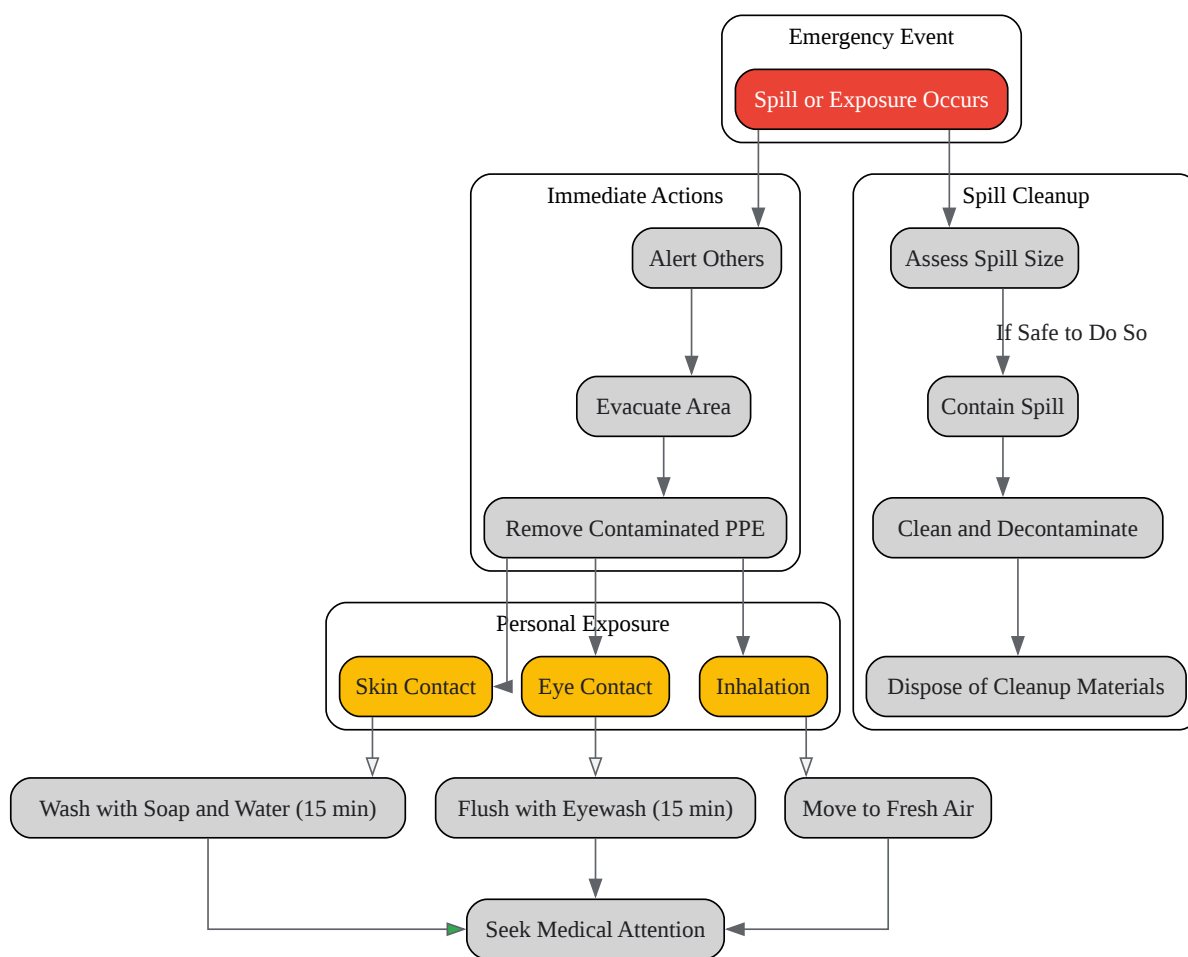 Emergency Event
Spill or Exposure Occurs
Immediate Actions
Alert Others
Evacuate Area
Remove Contaminated PPE
Spill Cleanup
Assess Spill Size
If Safe to Do So
Contain Spill
Clean and Decontaminate
Dispose of Cleanup Materials
Personal Exposure
Skin Contact
Eye Contact
Inhalation
Wash with Soap and Water (15 min)
Flush with Eyewash (15 min)
Move to Fresh Air
Seek Medical Attention